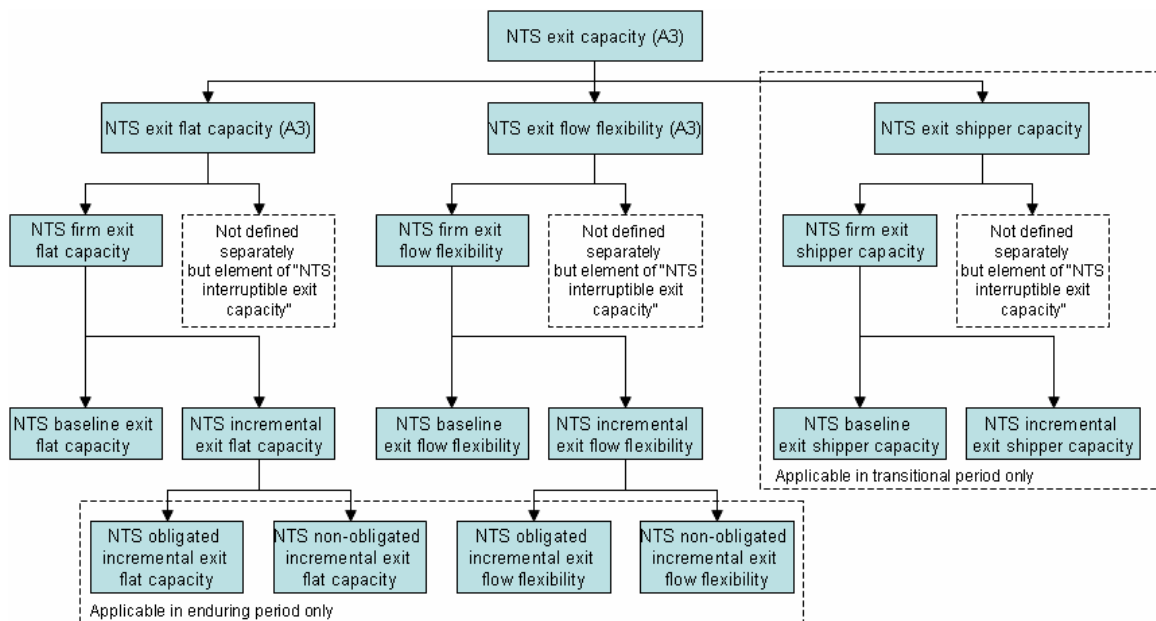 NTS exit capacity (A3)
NTS exit flat capacity (A3)
NTS exit flow flexibility (A3)
NTS exit shipper capacity
NTS firm exit
flat capacity
Not defined
separately
but element of "NTS
interruptible exit
capacity"
NTS firm exit
flow flexibility
Not defined
separately
but element of "NTS
interruptible exit
capacity"
NTS firm exit
shipper capacity
Not defined
separately
but element of "NTS
interruptible exit
capacity"
NTS baseline exit
flat capacity
NTS incremental
exit flat capacity
NTS baseline
exit flow flexibility
NTS incremental
exit flow flexibility
NTS baseline
exit shipper capacity
NTS incremental
exit shipper capacity
Applicable in transitional period only
NTS obligated
incremental exit
flat capacity
NTS non-obligated
incremental exit
flat capacity
NTS obligated
incremental exit
flow flexibility
NTS non-obligated
incremental exit
flow flexibility
Applicable in enduring period only